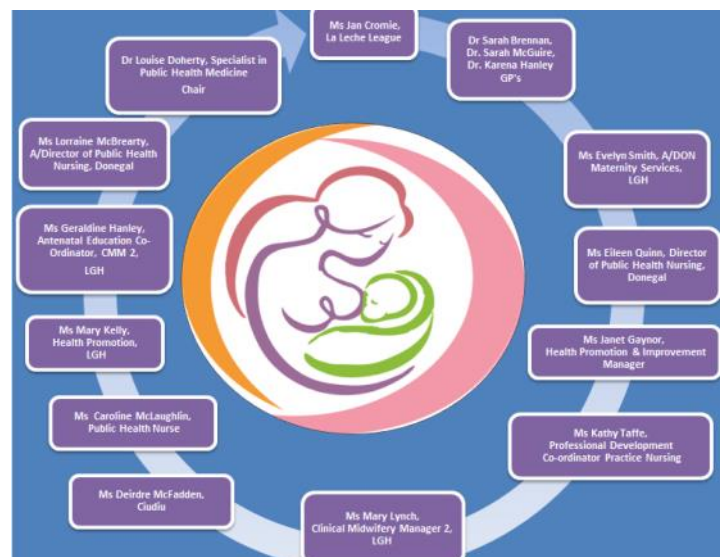 Ms Jan Cromie,
La Leche League
Dr Sarah Brennan,
Dr. Sarah McGuire,
Dr. Karena Hanley
GP's
Ms Evelyn Smith, A/DON
Maternity Services,
LGH
Ms Eileen Quinn, Director
of Public Health Nursing,
Donegal
Ms Janet Gaynor,
Health Promotion & Improvement
Manager
Ms Kathy Taffe,
Professional Development
Co-ordinator Practice Nursing
Ms Mary Lynch,
Clinical Midwifery Manager 2,
LGH
Ms Deirdre McFadden,
Ciudiu
Ms Caroline McLaughlin,
Public Health Nurse
Ms Mary Kelly,
Health Promotion,
LGH
Ms Geraldine Hanley,
Antenatal Education Co-
Ordinator, CMM 2,
LGH
Ms Lorraine McBrearty,
A/Director of Public Health
Nursing, Donegal
Dr Louise Doherty, Specialist in
Public Health Medicine
Chair